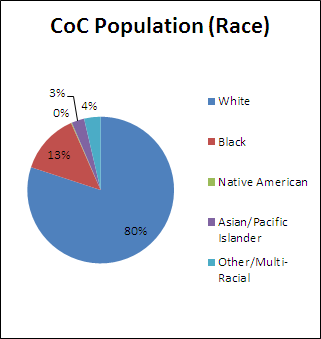 CoC Population (Race)
3%
0%
4%
13%
80%
White
Black
Native American
Asian/Pacific
Islander
Other/Multi-
Racial